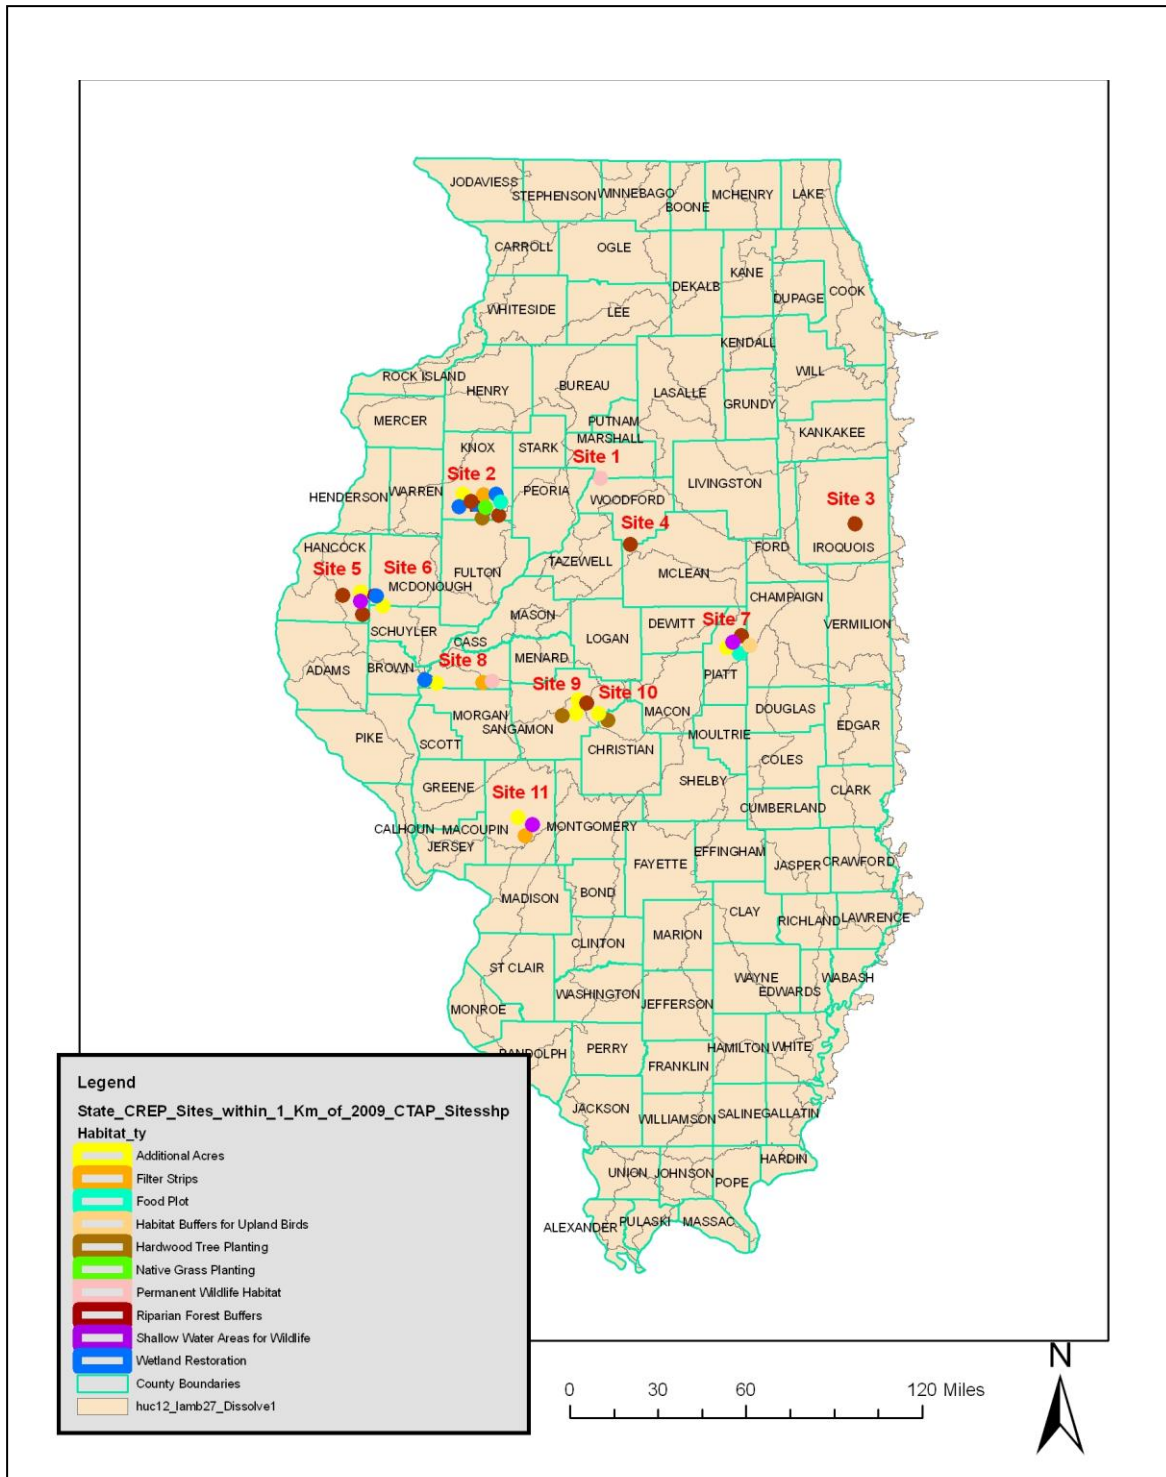 JODAVIESS
STEPHENSON
WINNEBAGO
BOONE
MCHENRY
LAKE
CARROLL
OGLE
DEKALB
KANE
DUPAGE
COOK
WHITESIDE
LEE
KENDALL
WILL
ROCK ISLAND
HENRY
BUREAU
LASALLE
GRUNDY
PUTNAM
MERCER
MARSHALL
KANKAKEE
KNOX
STARK
Site 1
Site 2
PEORIA
LIVINGSTON
HENDERSON
WARREN
WOODFORD
Site 3
Site 4
HANCOCK
FORD
IROQUOIS
TAZEWELL
Site 5
Site 6
FULTON
MCLEAN
MCDONOUGH
CHAMPAIGN
MASON
Site 7
VERMILION
SCHUYLER
CASS
LOGAN
DEWITT
ADAMS
BROWN
Site 8
MENARD
PIATT
Site 9
Site 10
MACON
DOUGLAS
EDGAR
PIKE
MORGAN
SANGAMON
SCOTT
CHRISTIAN
MOULTRIE
COLES
GREENE
SHELBY
CLARK
Site 11
CUMBERLAND
CALHOUN
MACOUPIN
MONTGOMERY
JERSEY
EFFINGHAM
FAYETTE
JASPER
CRAWFORD
MADISON
BOND
CLAY
RICHLAND
LAWRENCE
MARION
CLINTON
ST CLAIR
WAYNE
WABASH
WASHINGTON
EDWARDS
MONROE
JEFFERSON
RANDOLPH
PERRY
HAMILTON
WHITE
FRANKLIN
JACKSON
WILLIAMSON
SALINE
GALLATIN
HARDIN
UNION
JOHNSON
POPE
ALEXANDER
PULASKI
MASSAC
Legend
State_CREP_Sites_within_1_Km_of_2009_CTAP_Sitesshp
Habitat_ty
Additional Acres
Filter Strips
Food Plot
Habitat Buffers for Upland Birds
Hardwood Tree Planting
Native Grass Planting
Permanent Wildlife Habitat
Riparian Forest Buffers
Shallow Water Areas for Wildlife
Wetland Restoration
County Boundaries
huc12_lamb27_Dissolve1
N
0 30 60 120 Miles